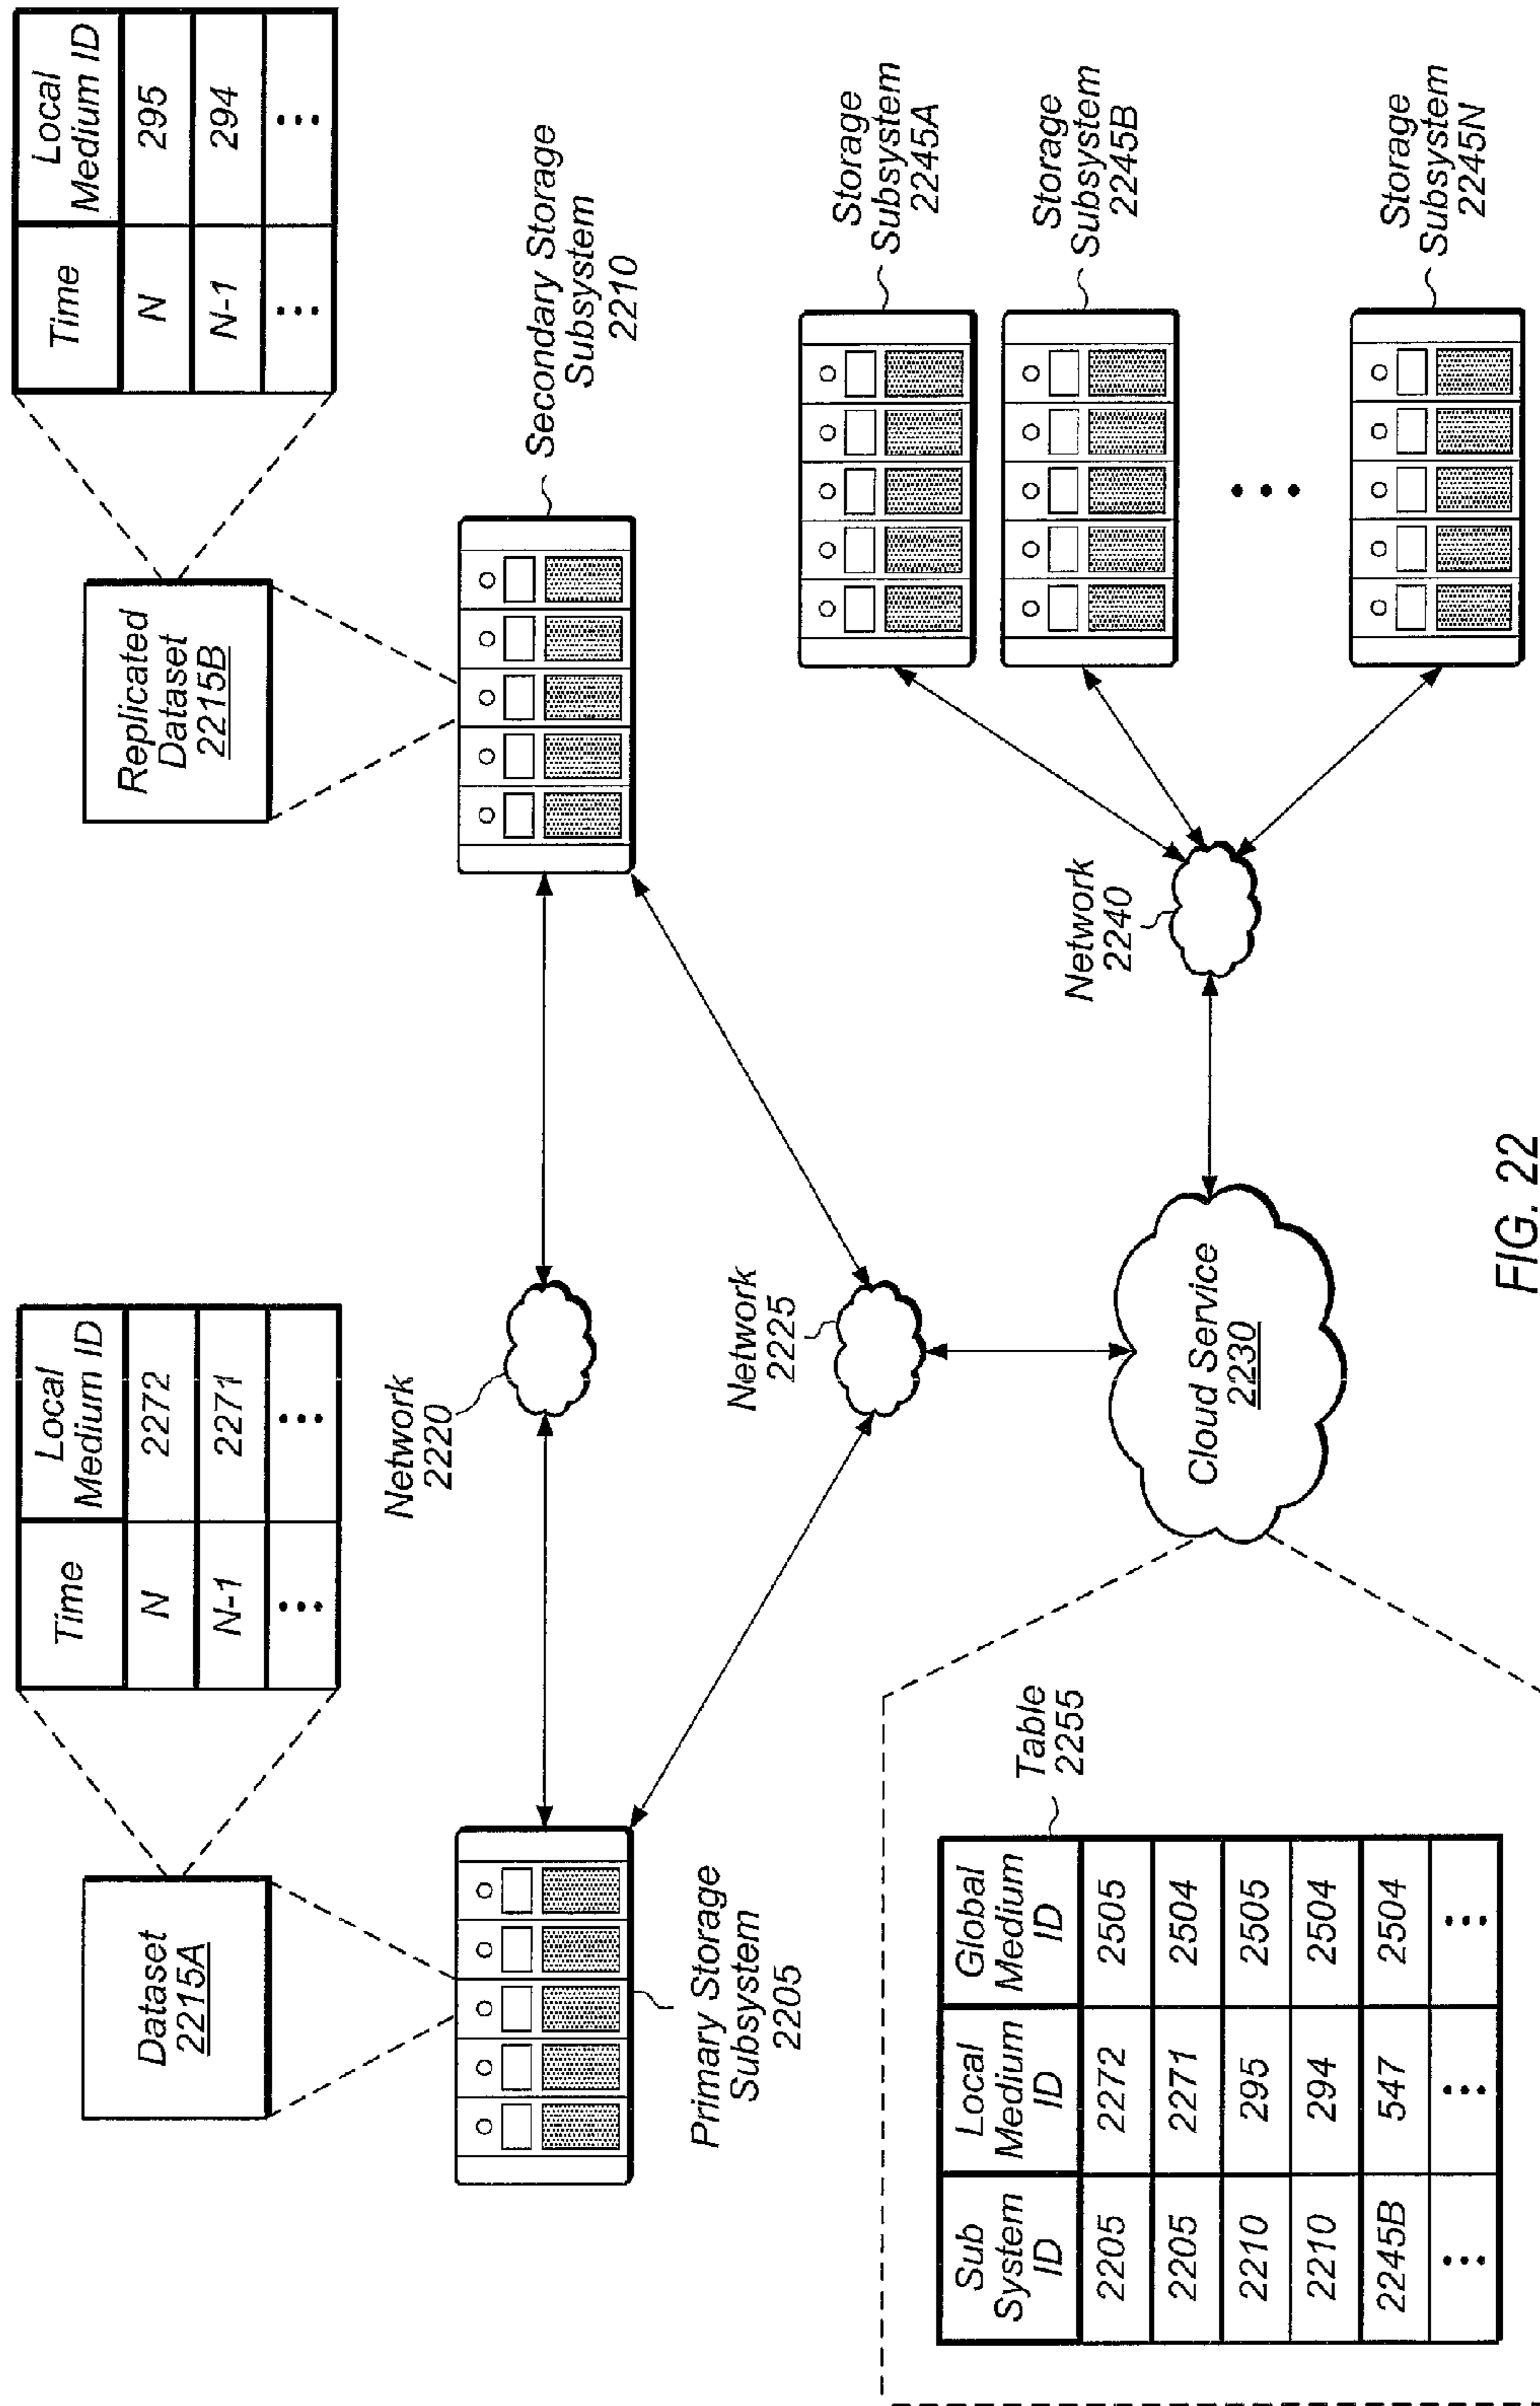 Time
Local
Medium ID
N
2272
N-1
2271
Time
Local
Medium ID
N
295
N-1
294
Dataset
2215A
Replicated
Dataset
2215B
Network
2220
Secondary Storage
Subsystem
2210
Primary Storage
Subsystem
2205
Network
2225
Storage
Subsystem
2245A
Storage
Subsystem
2245B
Storage
Subsystem
2245N
Network
2240
Cloud Service
2230
Table
2255
Sub
System
ID
Local
Medium
ID
Global
Medium
ID
2205
2272
2505
2205
2271
2504
2210
295
2505
2210
294
2504
2245B
547
2504
FIG. 22